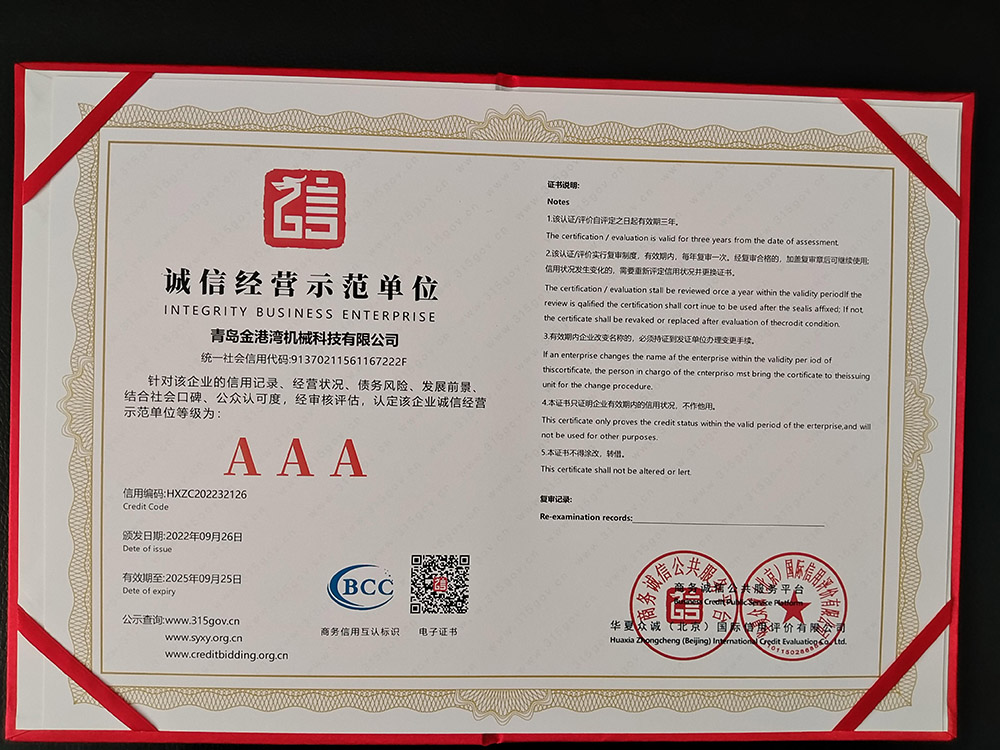 诚信经营示范单位
INTEGRITY BUSINESS ENTERPRISE
青岛金港湾机械科技有限公司
统一社会信用代码:91370211561167222F
针对该企业的信用记录、经营状况、债务风险、发展前景、
结合社会口碑、公众认可度，经审核评估，认定该企业诚信经营
示范单位等级为：
AAA
信用编码:HXZC202232126
Credit Code
颁发日期:2022年09月26日
Date of issue
有效期至:2025年09月25日
Date of expiry
公示查询:www.315gov.cn
www.syxy.org.cn
www.creditbidding.org.cn
BCC
商务信用互认标识
电子证书
证书说明:
Notes
1.该认证/评价自评定之日起有效期三年。
The certification / evaluation is valid for three years from the date of assessment.
2.该认证/评价实行复审制度，有效期内，每年复审一次。经复审合格的，加盖复审章后可继续使用;
信用状况发生变化的，需要重新评定信用状况并更换证书。
The certification / evaluation stall be reviewed orce a year within the validity periodlf the
review is qalified the certification shall cort inue to be used after the sealis affixed; If not,
the certificate shall be revaked or replaced after evaluation of thecrodit condition.
3.有效期内企业改变名称的，必须持证到发证单位办理变更手续。
If an enterprise changes the name af the enterprise within the validity per iod of
thiscortificate, the person in chargo of the cnterpriso mst bring the certificate to theissuing
unit for the change procedure.
4.本证书只证明企业有效期内的信用状况，不作他用。
This certificate only proves the credit status within the valid period of the erterprise,and will
not be used for other purposes.
5.本证书不得涂改，转借。
This certificate shall not be altered or lert.
复审记录:
Re-examination records:
商务诚信公共服务平台
Business Credit Public Service Platform
华夏众诚（北京）国际信用评价有限公司
Huaxia Zhongcheng (Beijing) International Credit Evaluation Co., Ltd.